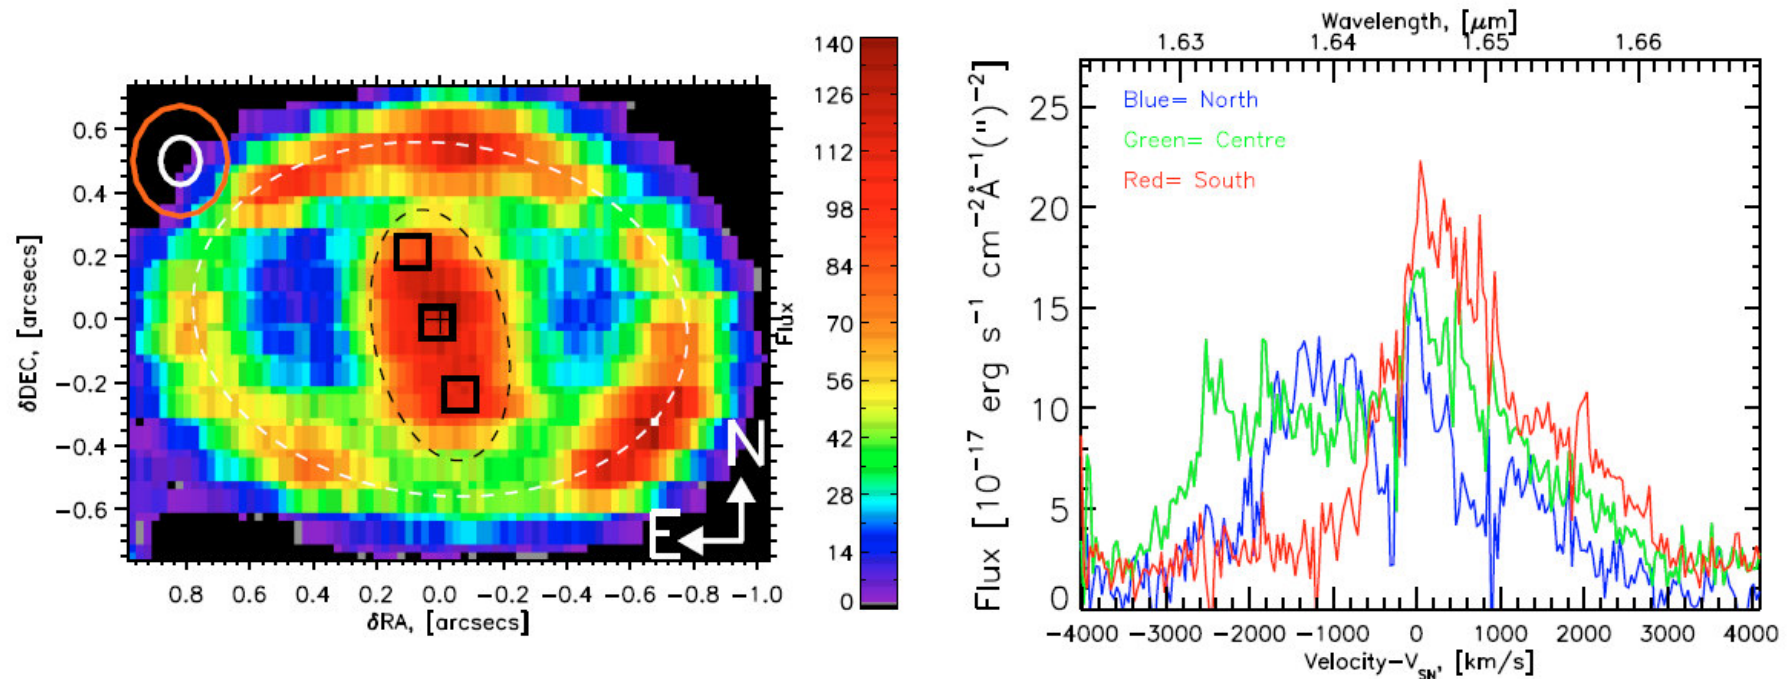 0.6
0.4
0.2
0.0
−0.2
−0.4
−0.6
δDEC, [arcsecs]
0.8 0.6 0.4 0.2 0.0 −0.2 −0.4 −0.6 −0.8 −1.0
δRA, [arcsecs]
N
E
140
126
112
98
84
70
56
42
28
14
0
Flux
Wavelength, [μm]
1.63 1.64 1.65 1.66
Blue= North
Green= Centre
Red= South
25
20
15
10
5
0
Flux [10⁻¹⁷ erg s⁻¹ cm⁻²Å⁻¹(")⁻²]
−4000 −3000 −2000 −1000 0 1000 2000 3000 4000
Velocity−V_SN, [km/s]